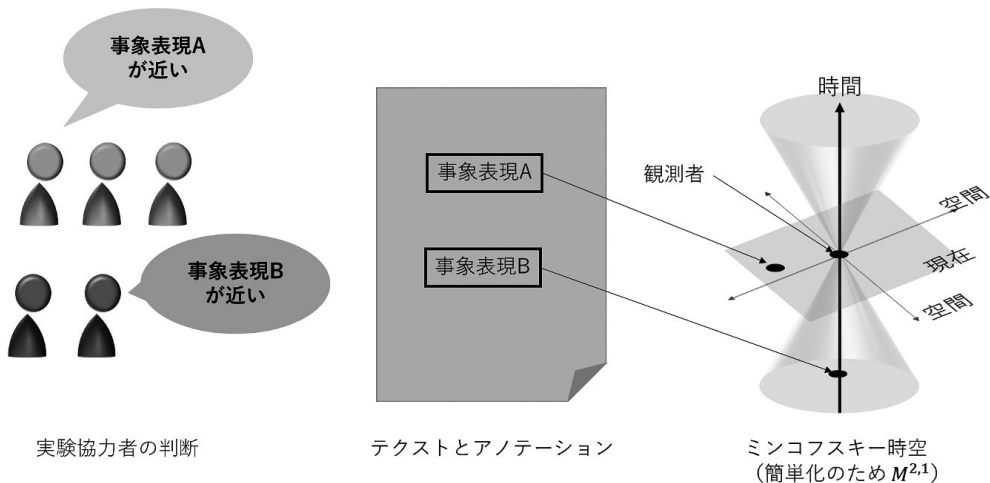 事象表現A
が近い
事象表現B
が近い
実験協力者の判断
事象表現A
事象表現B
テクストとアノテーション
時間
観測者
空間
現在
空間
ミンコフスキー時空
(簡単化のため M²,¹)